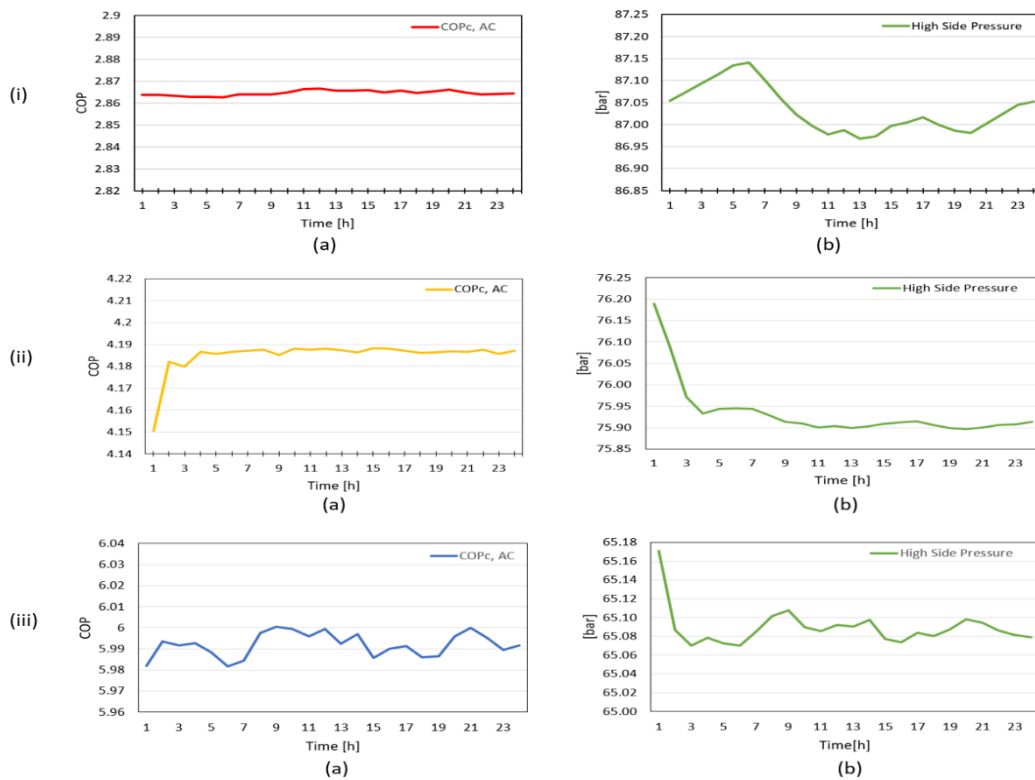 (i)
COP
2.9
2.89
2.88
2.87
2.86
2.85
2.84
2.83
2.82
COPc, AC
1 3 5 7 9 11 13 15 17 19 21 23
Time [h]
(a)
[bar]
87.25
87.20
87.15
87.10
87.05
87.00
86.95
86.90
86.85
High Side Pressure
1 3 5 7 9 11 13 15 17 19 21 23
Time [h]
(b)
(ii)
COP
4.22
4.21
4.2
4.19
4.18
4.17
4.16
4.15
4.14
COPc, AC
1 3 5 7 9 11 13 15 17 19 21 23
Time [h]
(a)
[bar]
76.25
76.20
76.15
76.10
76.05
76.00
75.95
75.90
75.85
High Side Pressure
1 3 5 7 9 11 13 15 17 19 21 23
Time [h]
(b)
(iii)
COP
6.04
6.03
6.02
6.01
6
5.99
5.98
5.97
5.96
COPc, AC
1 3 5 7 9 11 13 15 17 19 21 23
Time [h]
(a)
[bar]
65.18
65.16
65.14
65.12
65.10
65.08
65.06
65.04
65.02
65.00
High Side Pressure
1 3 5 7 9 11 13 15 17 19 21 23
Time[h]
(b)